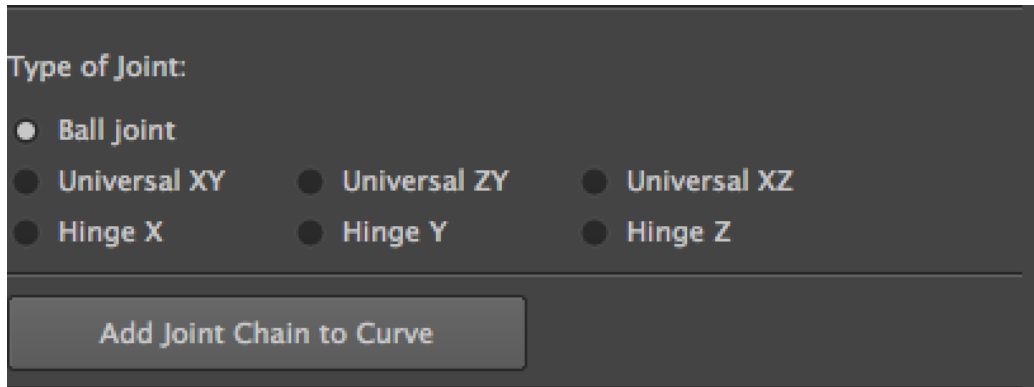 Type of Joint:
Ball joint
Universal XY Universal ZY Universal XZ
Hinge X Hinge Y Hinge Z
Add Joint Chain to Curve